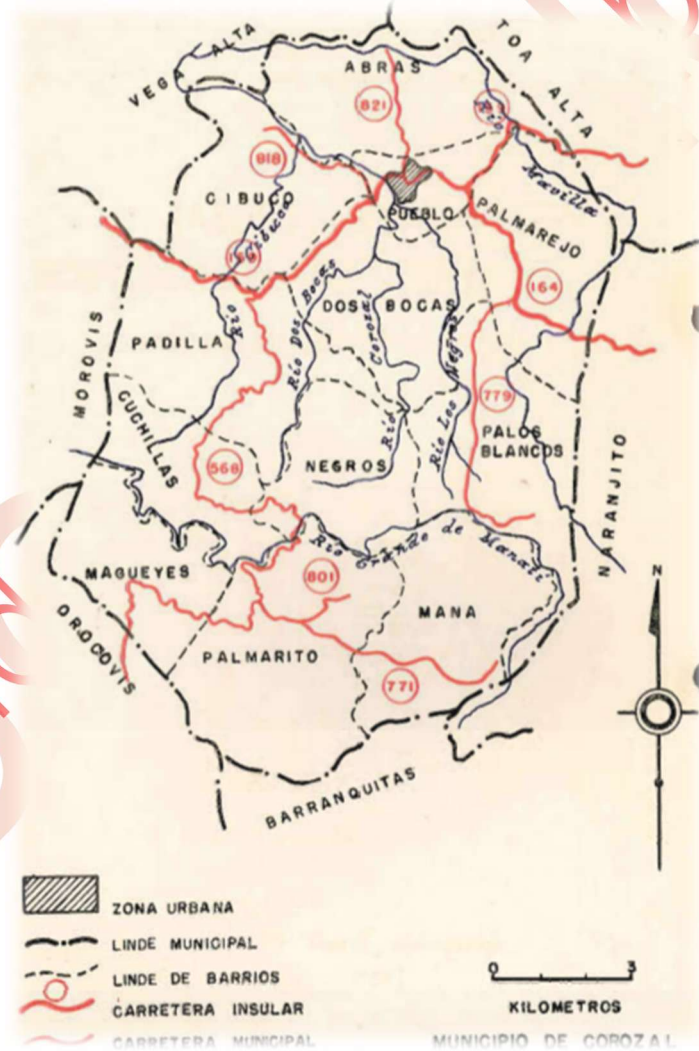 VEGA ALTA
TOA ALTA
ABRAS
821
Río
818
CIBUCO
Cibuco
Mavilla
PUEBLO
PALMAREJO
164
DOS BOCAS
Río Dos Bocas
Corozal
Río
Río Los Negros
Río
PADILLA
MOROVIS
CUCHILLAS
779
PALOS
BLANCOS
568
NEGROS
NARANJITO
Río Grande de Manatí
MAGUEYES
801
MANA
OROCOVIS
PALMARITO
771
BARRANQUITAS
N
ZONA URBANA
LINDE MUNICIPAL
LINDE DE BARRIOS
CARRETERA INSULAR
CARRETERA MUNICIPAL
0 3
KILOMETROS
MUNICIPIO DE COROZAL